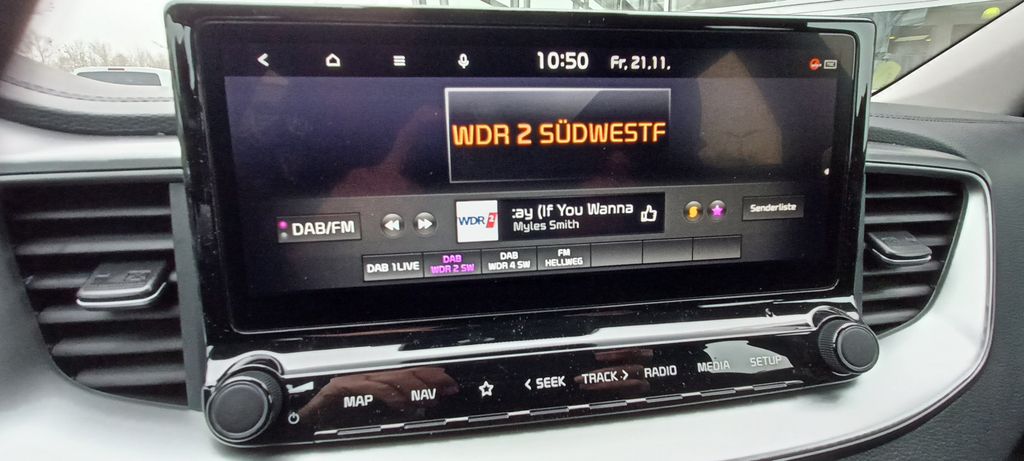 10:50 Fr, 21.11.
WDR 2 SÜDWESTF
DAB/FM
WDR 2
:ay (If You Wanna
Myles Smith
Senderliste
DAB 1LIVE
DAB
WDR 2 SW
DAB
WDR 4 SW
FM
HELLWEG
MAP NAV < SEEK TRACK > RADIO MEDIA SETUP